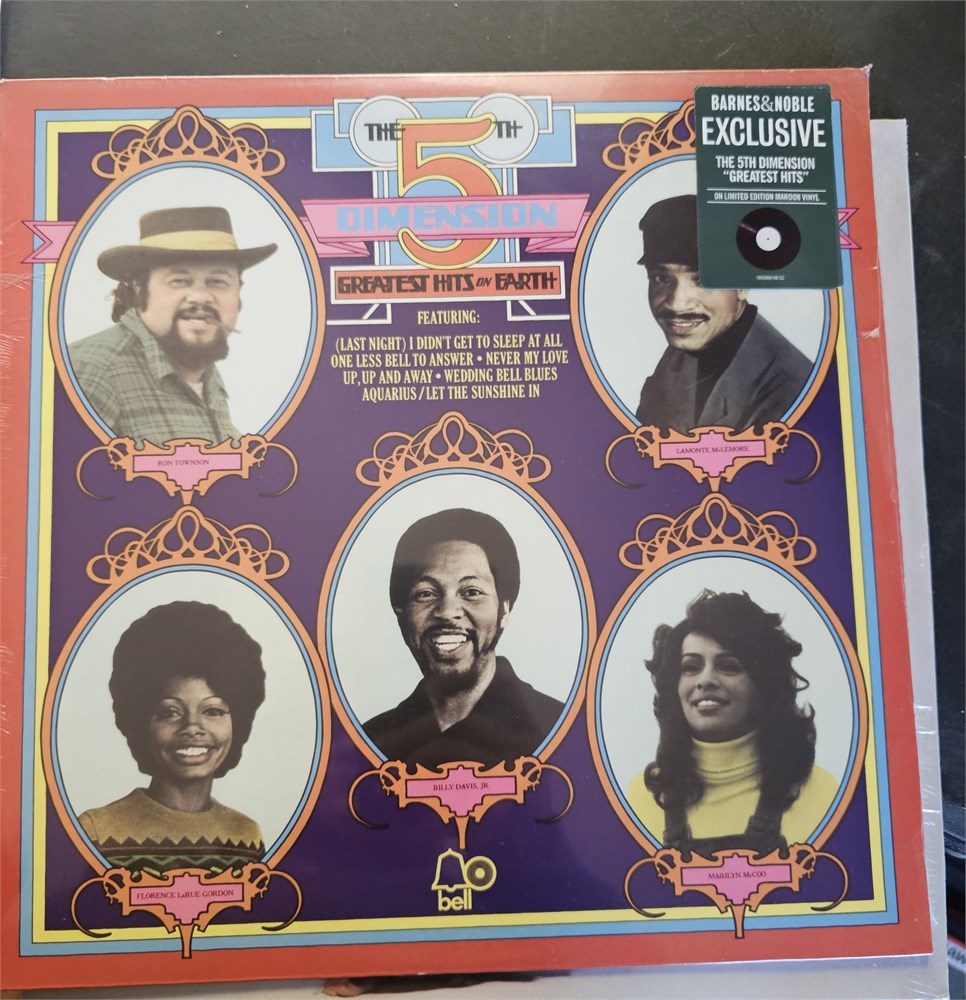 THE 5TH
DIMENSION
GREATEST HITS ON EARTH
FEATURING:
(LAST NIGHT) I DIDN'T GET TO SLEEP AT ALL
ONE LESS BELL TO ANSWER • NEVER MY LOVE
UP, UP AND AWAY • WEDDING BELL BLUES
AQUARIUS/LET THE SUNSHINE IN
BARNES&NOBLE
EXCLUSIVE
THE 5TH DIMENSION
"GREATEST HITS"
ON LIMITED EDITION MAROON VINYL
RON TOWNSON
LAMONTE McLEMORE
BILLY DAVIS, JR.
FLORENCE LaRUE GORDON
MARILYN McCOO
bell